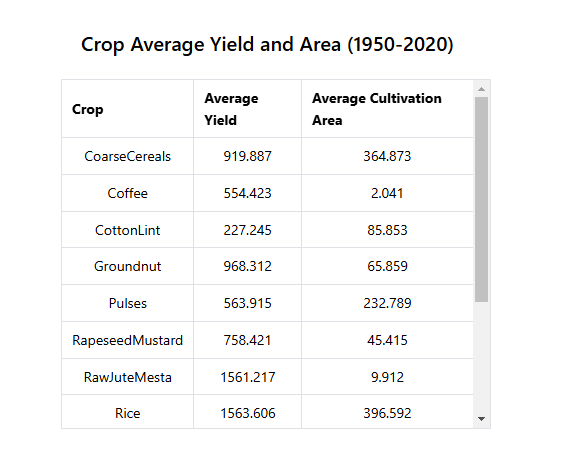 Crop Average Yield and Area (1950-2020)
Crop Average Yield Average Cultivation Area
CoarseCereals 919.887 364.873
Coffee 554.423 2.041
CottonLint 227.245 85.853
Groundnut 968.312 65.859
Pulses 563.915 232.789
RapeseedMustard 758.421 45.415
RawJuteMesta 1561.217 9.912
Rice 1563.606 396.592